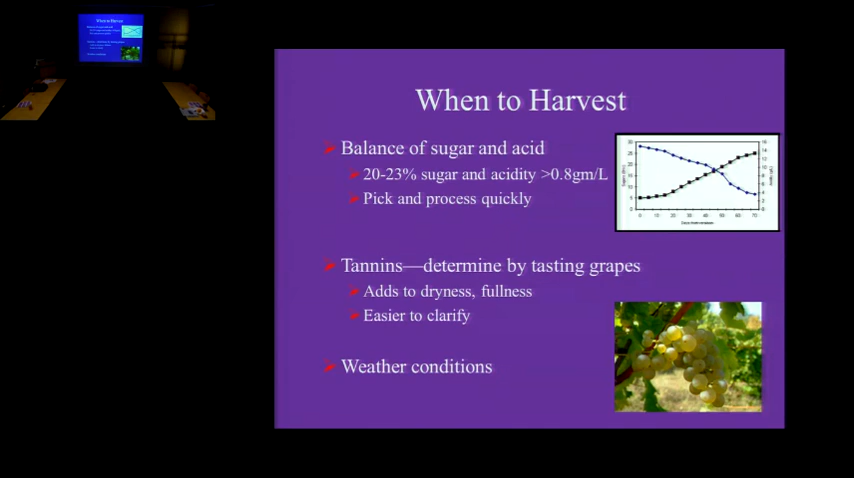 When to Harvest
Balance of sugar and acid
20-23% sugar and acidity >0.8gm/L
Pick and process quickly
Tannins—determine by tasting grapes
Adds to dryness, fullness
Easier to clarify
Weather conditions